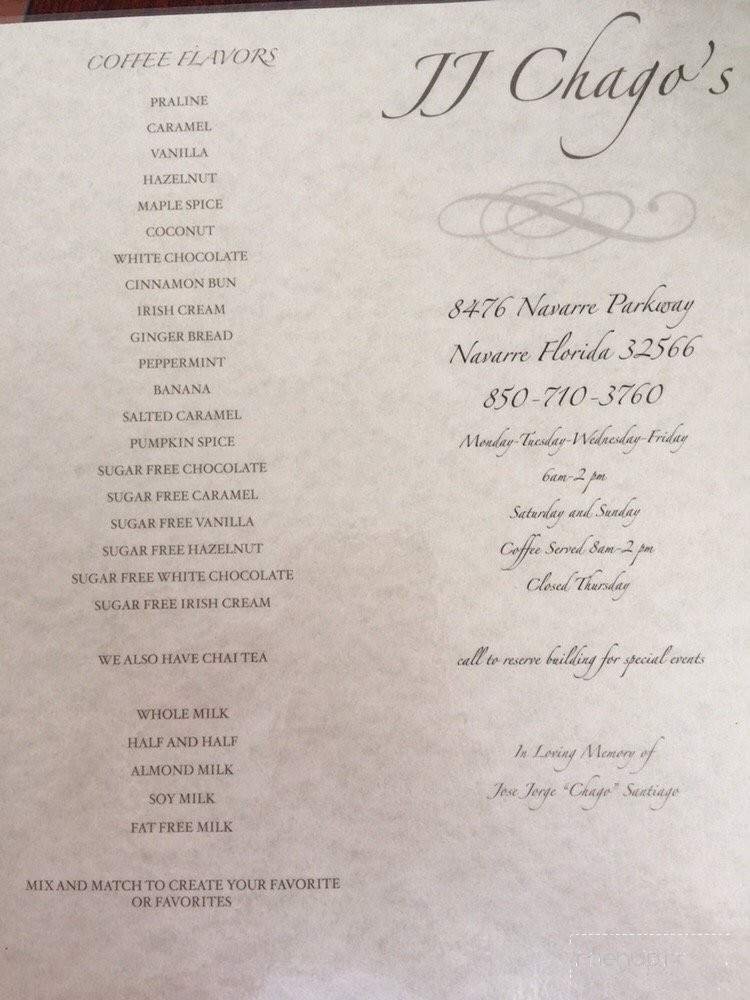 COFFEE FLAVORS
PRALINE
CARAMEL
VANILLA
HAZELNUT
MAPLE SPICE
COCONUT
WHITE CHOCOLATE
CINNAMON BUN
IRISH CREAM
GINGER BREAD
PEPPERMINT
BANANA
SALTED CARAMEL
PUMPKIN SPICE
SUGAR FREE CHOCOLATE
SUGAR FREE CARAMEL
SUGAR FREE VANILLA
SUGAR FREE HAZELNUT
SUGAR FREE WHITE CHOCOLATE
SUGAR FREE IRISH CREAM
WE ALSO HAVE CHAI TEA
WHOLE MILK
HALF AND HALF
ALMOND MILK
SOY MILK
FAT FREE MILK
MIX AND MATCH TO CREATE YOUR FAVORITE
OR FAVORITES
JJ Chago's
8476 Navarre Parkway
Navarre Florida 32566
850-710-3760
Monday-Tuesday-Wednesday-Friday
6am-2 pm
Saturday and Sunday
Coffee Served 8am-2 pm
Closed Thursday
call to reserve building for special events
In Loving Memory of
Jose Jorge "Chago" Santiago